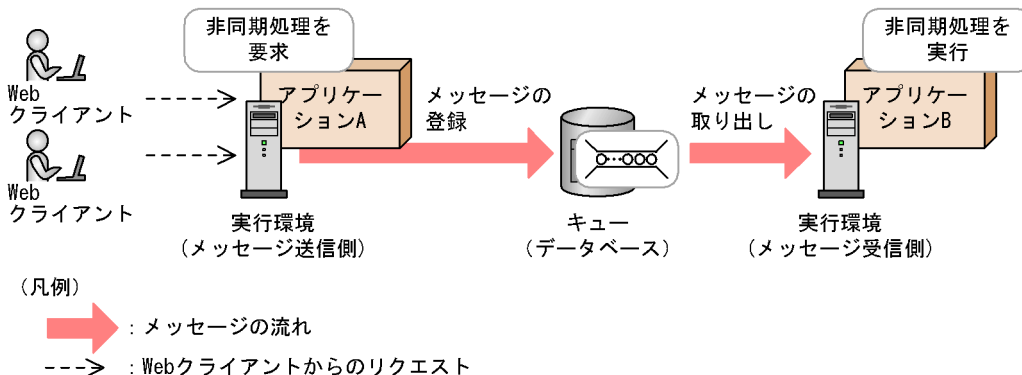 非同期処理を
要求
非同期処理を
実行
Web
クライアント
アプリケー
ションA
メッセージの
登録
メッセージの
取り出し
アプリケー
ションB
Web
クライアント
実行環境
(メッセージ送信側)
キュー
(データベース)
実行環境
(メッセージ受信側)
(凡例)
:メッセージの流れ
:Webクライアントからのリクエスト